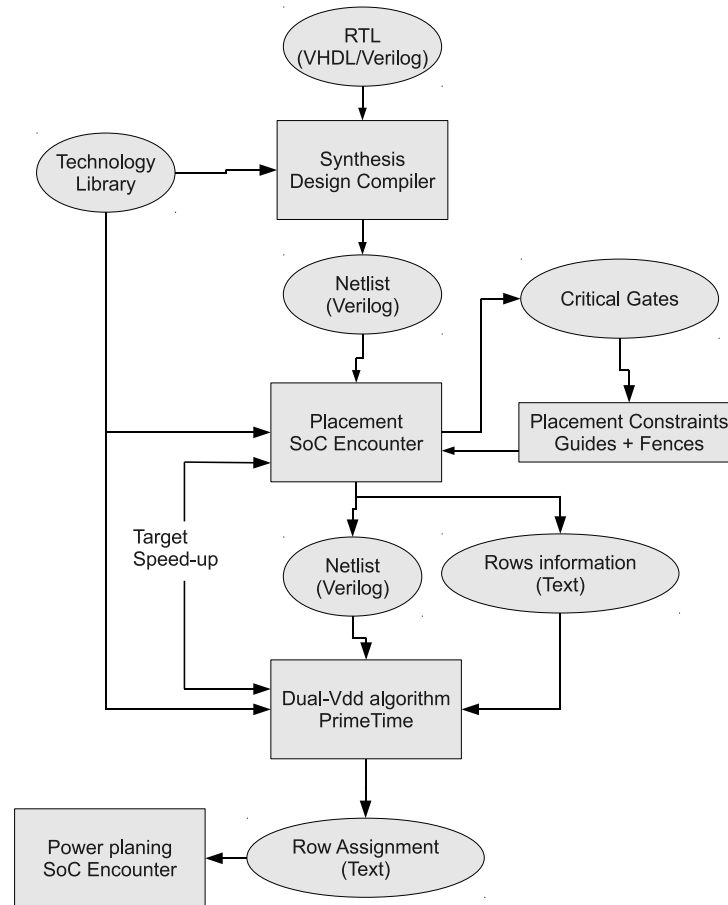 RTL
(VHDL/Verilog)
Technology
Library
Synthesis
Design Compiler
Netlist
(Verilog)
Critical Gates
Placement
SoC Encounter
Placement Constraints
Guides + Fences
Target
Speed-up
Netlist
(Verilog)
Rows information
(Text)
Dual-Vdd algorithm
PrimeTime
Power planing
SoC Encounter
Row Assignment
(Text)